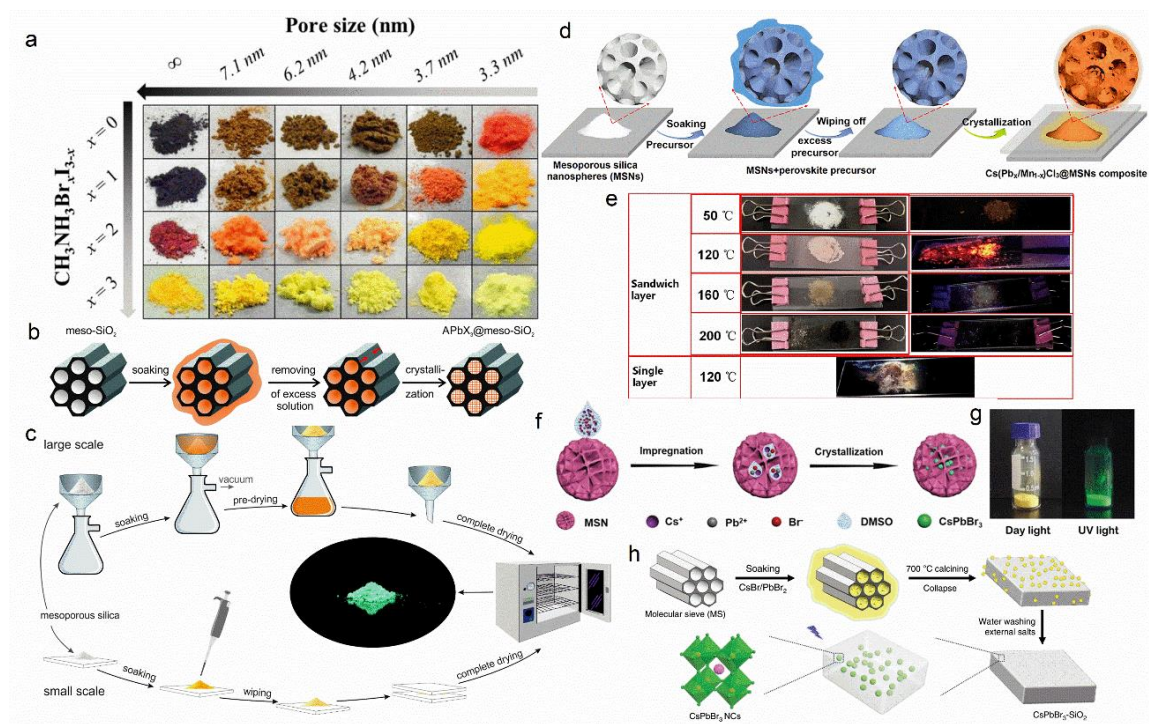 a
Pore size (nm)
∞
7.1 nm
6.2 nm
4.2 nm
3.7 nm
3.3 nm
CH₃NH₃BrₓI₃₋ₓ
x = 0
x = 1
x = 2
x = 3
b
meso-SiO₂
soaking
removing
of excess
solution
crystalli-
zation
APbX₃@meso-SiO₂
c
large scale
vacuum
soaking
pre-drying
complete drying
mesoporous silica
soaking
wiping
complete drying
small scale
d
Soaking
Precursor
Wiping off
excess
precursor
Crystallization
Mesoporous silica
nanospheres (MSNs)
MSNs+perovskite precursor
Cs(Pbₓ/Mn₁₋ₓ)Cl₃@MSNs composite
e
Sandwich
layer
50 ℃
120 ℃
160 ℃
200 ℃
Single
layer
120 ℃
f
Impregnation
Crystallization
MSN
Cs⁺
Pb²⁺
Br⁻
DMSO
CsPbBr₃
g
Day light
UV light
h
Soaking
CsBr/PbBr₂
700 °C calcining
Collapse
Molecular sieve (MS)
Water washing
external salts
CsPbBr₃ NCs
CsPbBr₃-SiO₂